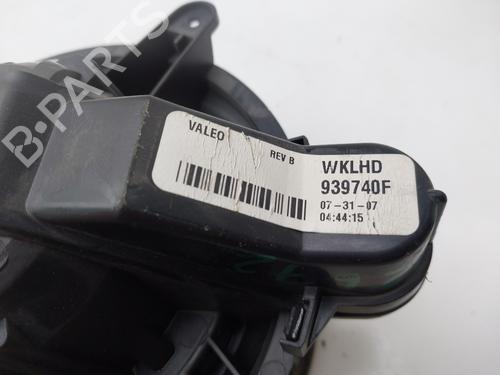 B-PARTS
VALEO
REV B
WKLHD
939740F
07-31-07
04:44:15